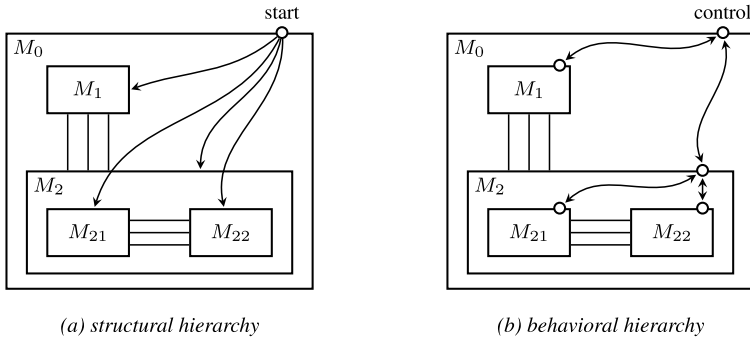 start
control
M₀
M₀
M₁
M₁
M₂
M₂
M₂₁
M₂₂
M₂₁
M₂₂
(a) structural hierarchy
(b) behavioral hierarchy